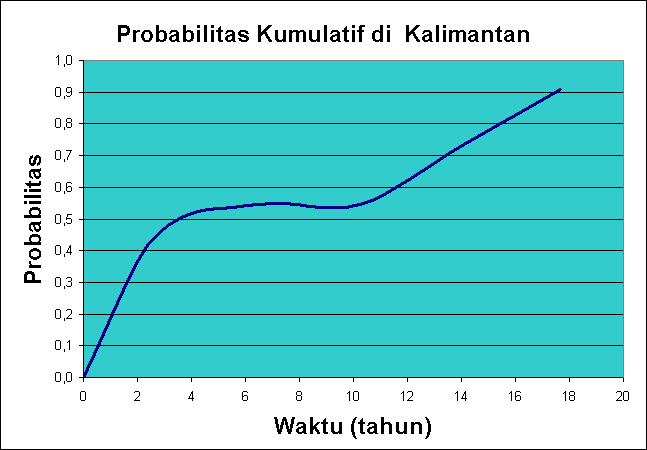 Probabilitas Kumulatif di  Kalimantan
1,0
0,9
0,8
0,7
0,6
0,5
0,4
0,3
0,2
0,1
0,0
Probabilitas
0 2 4 6 8 10 12 14 16 18 20
Waktu (tahun)